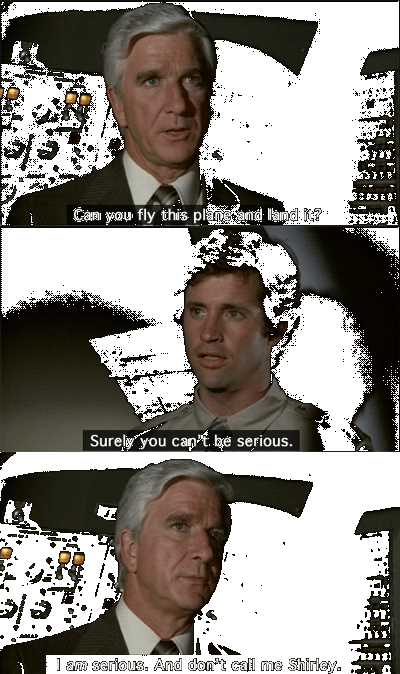 Can you fly this plane and land it?
Surely you can't be serious.
I am serious. And don't call me Shirley.